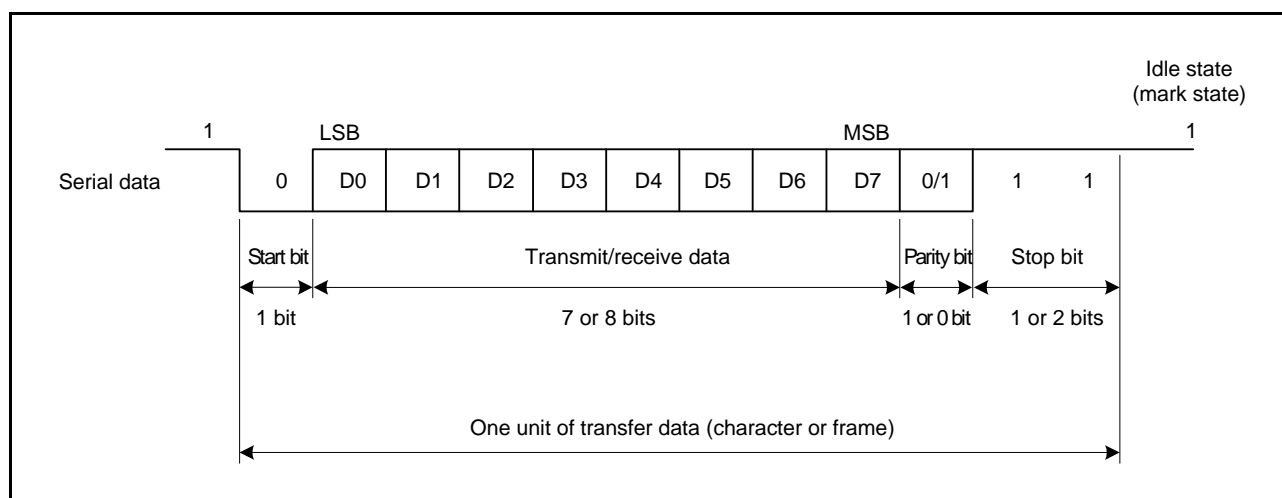 Idle state
(mark state)
1 LSB MSB 1
Serial data 0 D0 D1 D2 D3 D4 D5 D6 D7 0/1 1 1
Start bit Transmit/receive data Parity bit Stop bit
1 bit 7 or 8 bits 1 or 0 bit 1 or 2 bits
One unit of transfer data (character or frame)